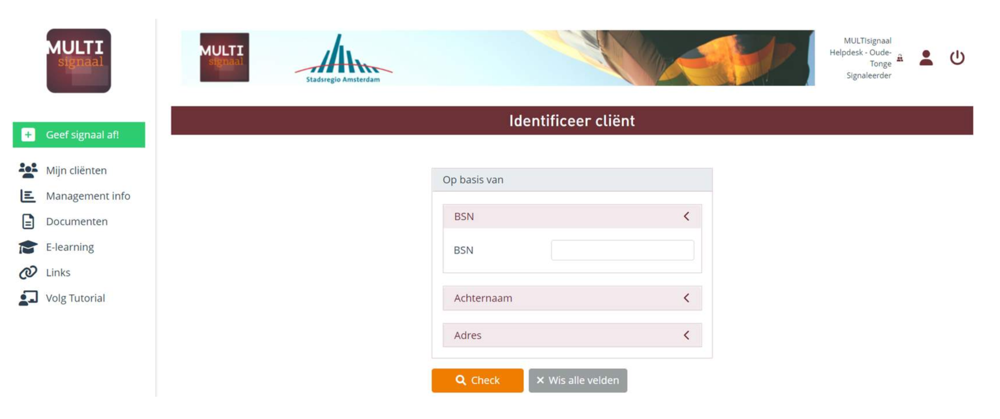 MULTI
signaal
Geef signaal af!
Mijn cliënten
Management info
Documenten
E-learning
Links
Volg Tutorial
MULTI
signaal
Stadsregio Amsterdam
MULTIsignaal
Helpdesk - Oude-
Tonge
Signaleerder
Identificeer cliënt
Op basis van
BSN
BSN
Achternaam
Adres
Check
Wis alle velden